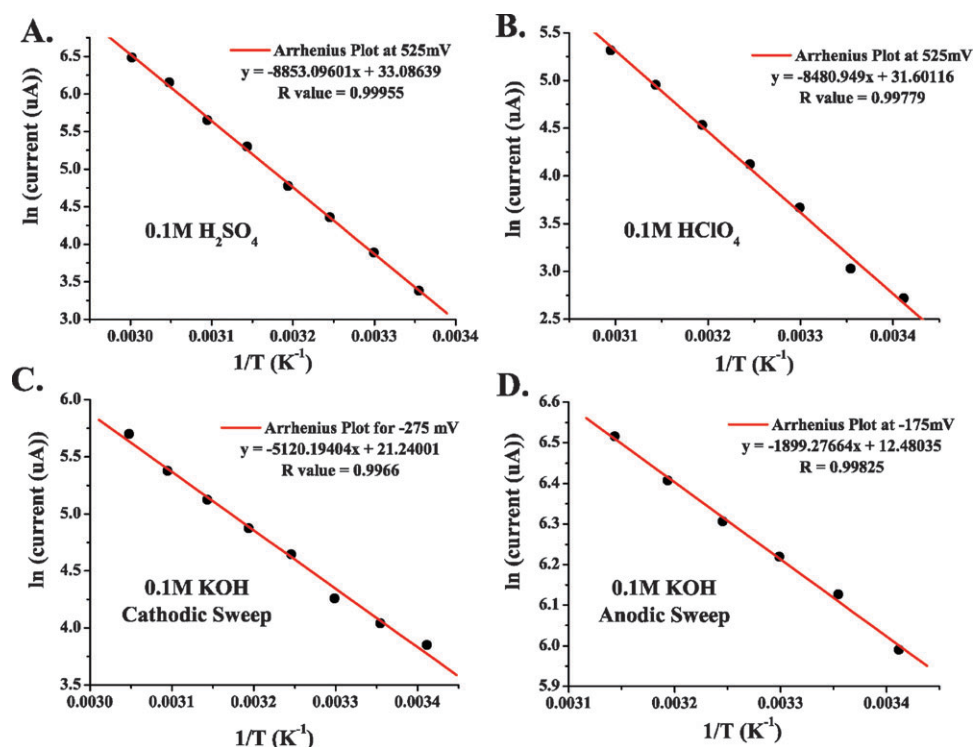 A.
Arrhenius Plot at 525mV
y = -8853.09601x + 33.08639
R value = 0.99955
0.1M H₂SO₄
ln (current (uA))
6.5
6.0
5.5
5.0
4.5
4.0
3.5
3.0
0.0030 0.0031 0.0032 0.0033 0.0034
1/T (K⁻¹)
B.
Arrhenius Plot at 525mV
y = -8480.949x + 31.60116
R value = 0.99779
0.1M HClO₄
ln (current (uA))
5.5
5.0
4.5
4.0
3.5
3.0
2.5
0.0031 0.0032 0.0033 0.0034
1/T (K⁻¹)
C.
Arrhenius Plot for -275 mV
y = -5120.19404x + 21.24001
R value = 0.9966
0.1M KOH
Cathodic Sweep
ln (current (uA))
6.0
5.5
5.0
4.5
4.0
3.5
0.0030 0.0031 0.0032 0.0033 0.0034
1/T (K⁻¹)
D.
Arrhenius Plot at -175mV
y = -1899.27664x + 12.48035
R = 0.99825
0.1M KOH
Anodic Sweep
ln (current (uA))
6.6
6.5
6.4
6.3
6.2
6.1
6.0
5.9
0.0031 0.0032 0.0033 0.0034
1/T (K⁻¹)